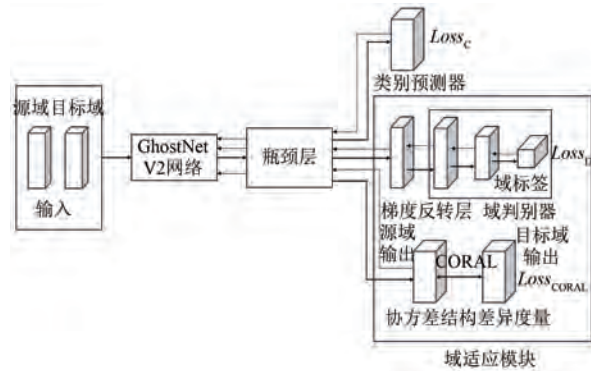 源域目标域
输入
GhostNet
V2网络
瓶颈层
Loss_C
类别预测器
Loss_D
域标签
梯度反转层
域判别器
源域
输出
CORAL
目标域
输出
Loss_CORAL
协方差结构差异度量
域适应模块